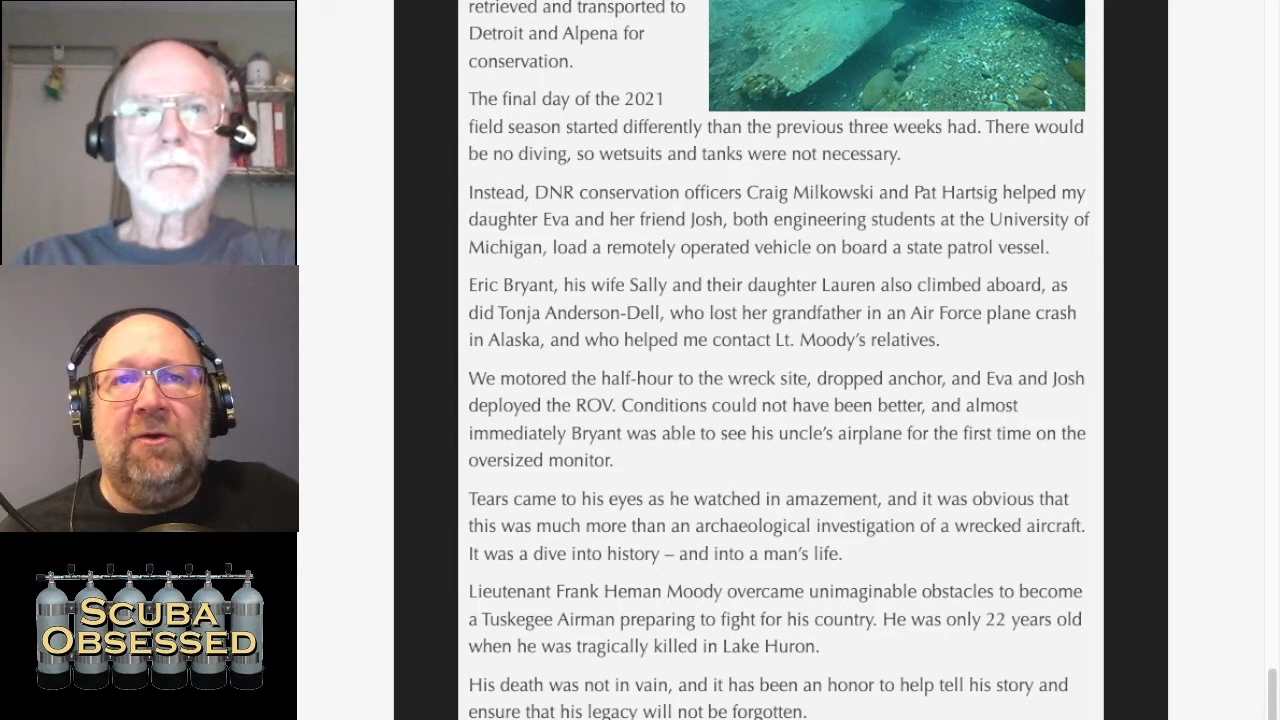 retrieved and transported to
Detroit and Alpena for
conservation.
The final day of the 2021
field season started differently than the previous three weeks had. There would
be no diving, so wetsuits and tanks were not necessary.
Instead, DNR conservation officers Craig Milkowski and Pat Hartsig helped my
daughter Eva and her friend Josh, both engineering students at the University of
Michigan, load a remotely operated vehicle on board a state patrol vessel.
Eric Bryant, his wife Sally and their daughter Lauren also climbed aboard, as
did Tonja Anderson-Dell, who lost her grandfather in an Air Force plane crash
in Alaska, and who helped me contact Lt. Moody's relatives.
We motored the half-hour to the wreck site, dropped anchor, and Eva and Josh
deployed the ROV. Conditions could not have been better, and almost
immediately Bryant was able to see his uncle's airplane for the first time on the
oversized monitor.
Tears came to his eyes as he watched in amazement, and it was obvious that
this was much more than an archaeological investigation of a wrecked aircraft.
It was a dive into history – and into a man's life.
Lieutenant Frank Heman Moody overcame unimaginable obstacles to become
a Tuskegee Airman preparing to fight for his country. He was only 22 years old
when he was tragically killed in Lake Huron.
His death was not in vain, and it has been an honor to help tell his story and
ensure that his legacy will not be forgotten.
SCUBA
OBSESSED